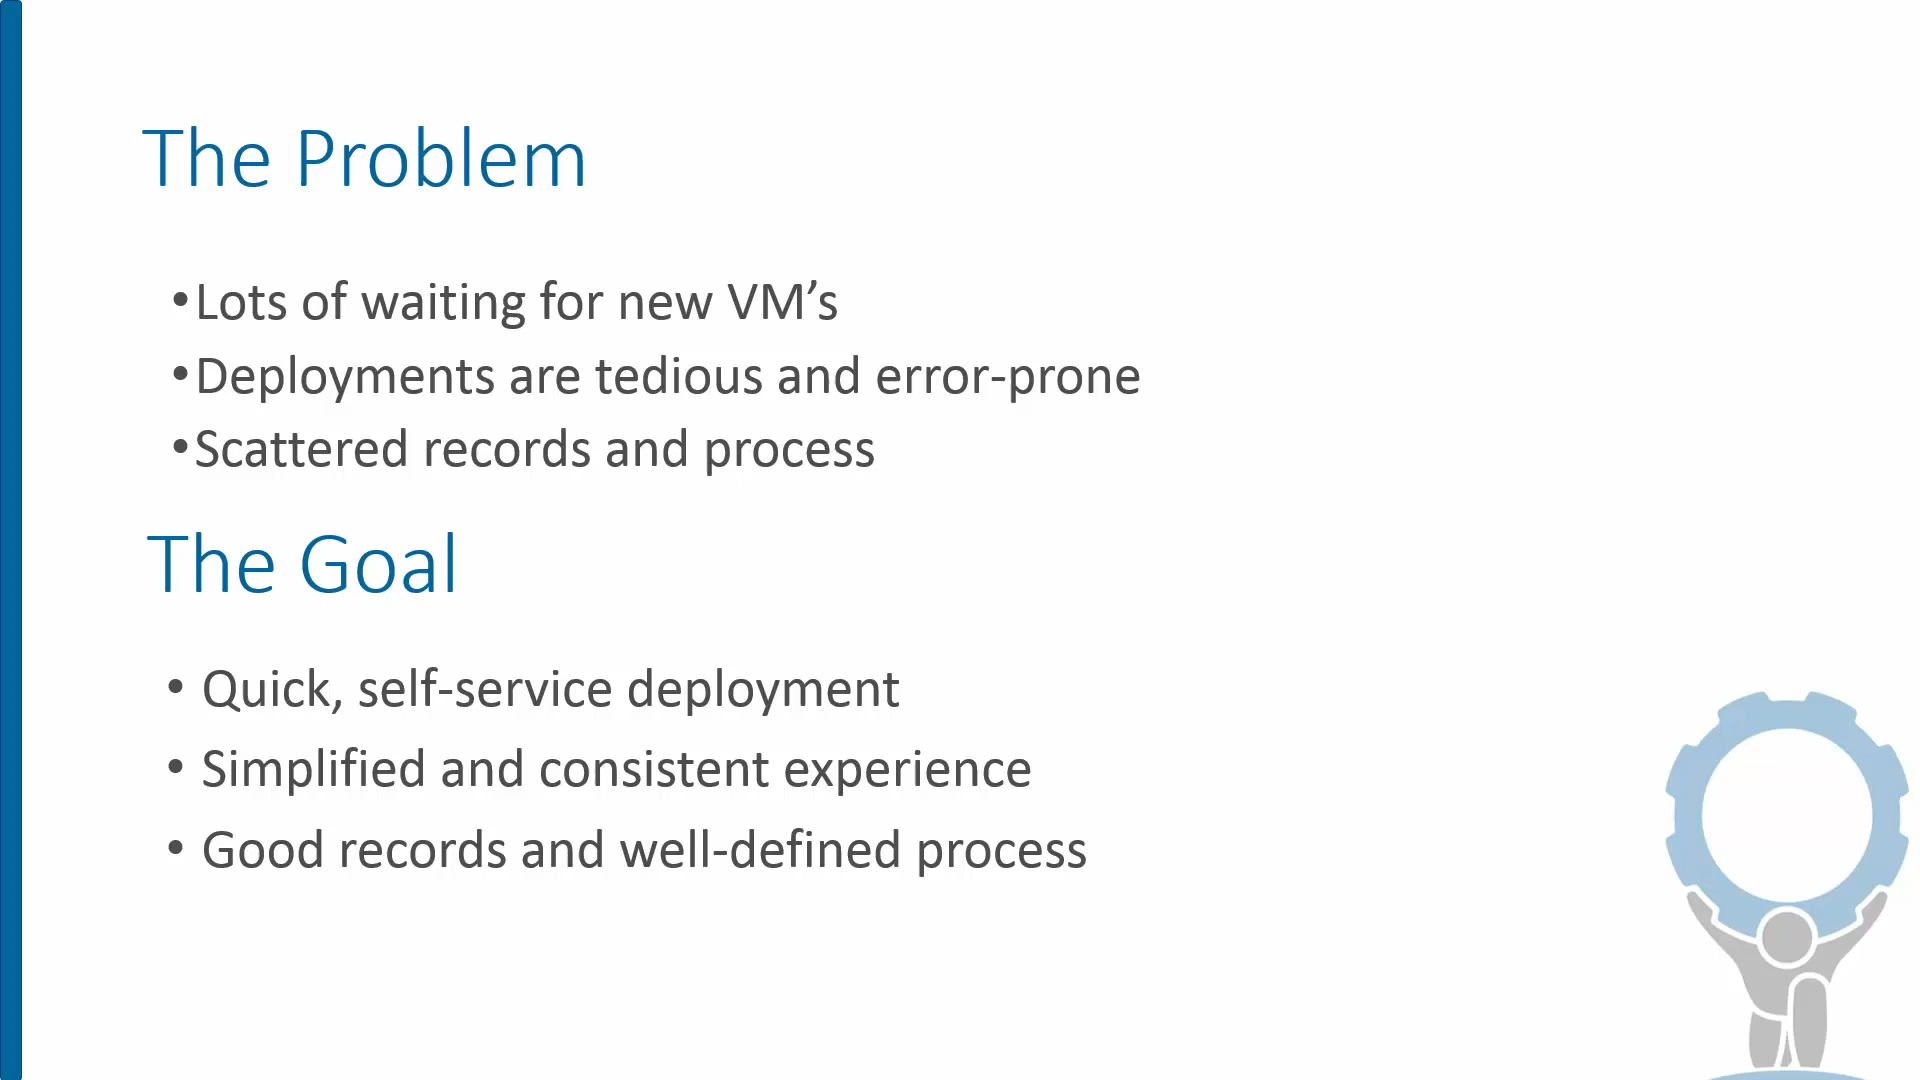 The Problem
•Lots of waiting for new VM’s
•Deployments are tedious and error-prone
•Scattered records and process
The Goal
• Quick, self-service deployment
• Simplified and consistent experience
• Good records and well-defined process